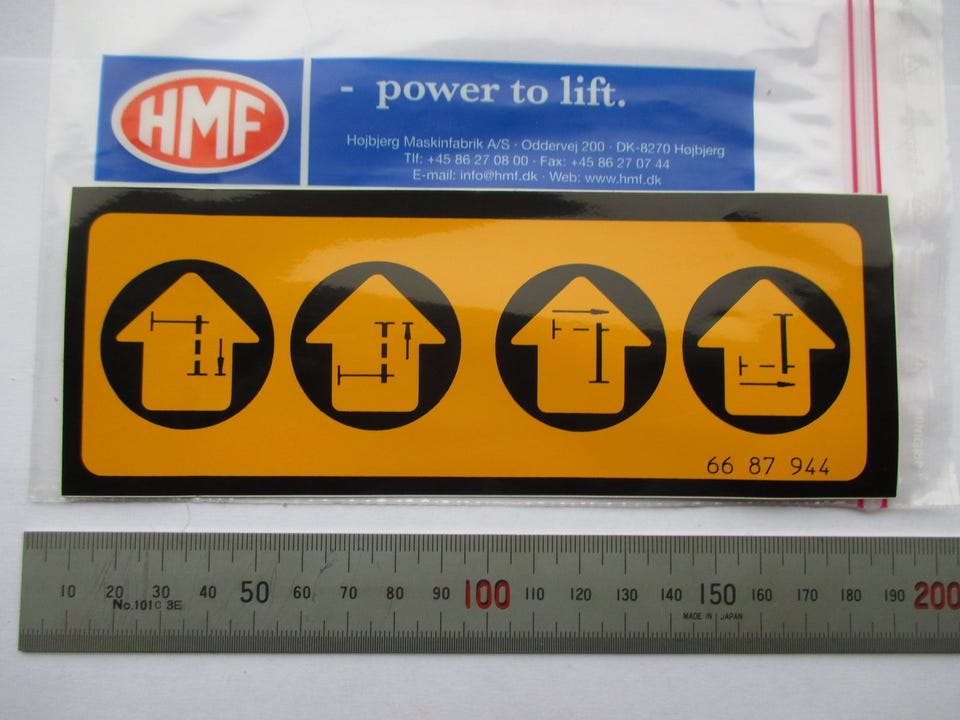 HMF
- power to lift.
Højbjerg Maskinfabrik A/S · Oddervej 200 · DK-8270 Højbjerg
Tlf: +45 86 27 08 00 · Fax: +45 86 27 07 44
E-mail: info@hmf.dk · Web: www.hmf.dk
66 87 944
10 20 30 40 50 60 70 80 90 100 110 120 130 140 150 160 170 180 190 200
No.101C 3E
MADE IN JAPAN